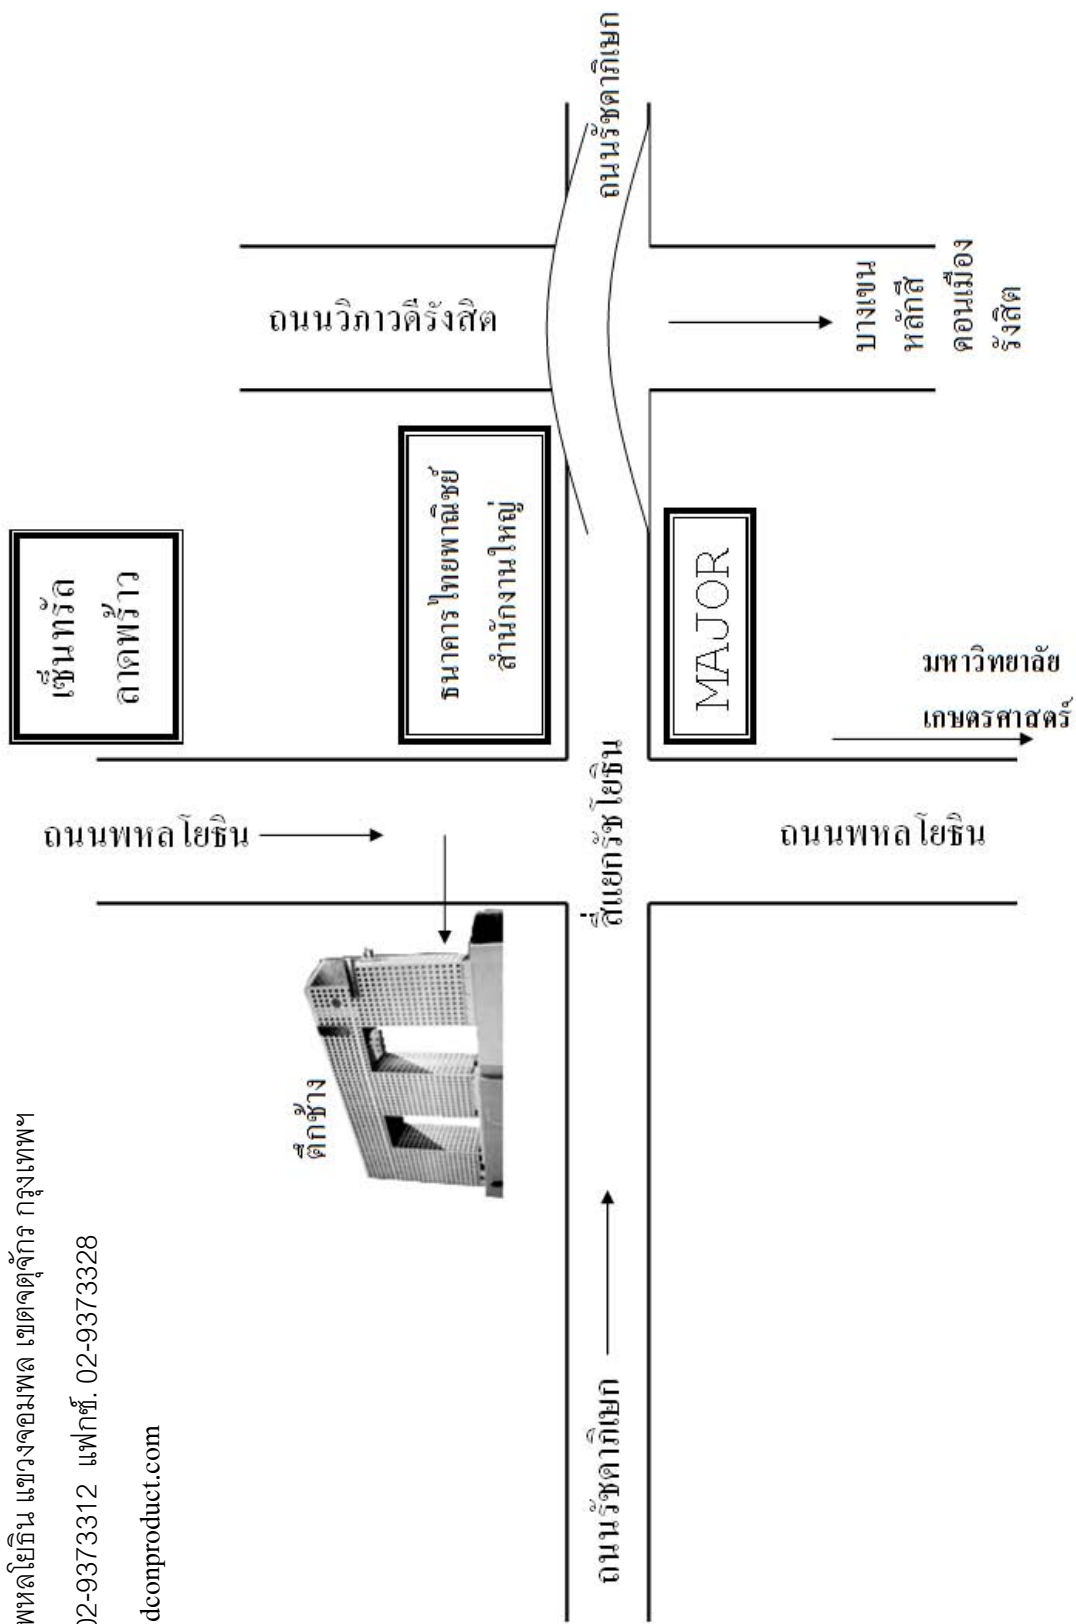 พหลโยธิน แขวงจอมพล เขตจตุจักร กรุงเทพฯ
02-9373312 แฟกซ์. 02-9373328
dconproduct.com
ตึกช้าง
ถนนพหลโยธิน
เซ็นทรัล
ลาดพร้าว
ถนนวิภาวดีรังสิต
ธนาคารไทยพาณิชย์
สำนักงานใหญ่
ถนนรัชดาภิเษก
สี่แยกรัชโยธิน
ถนนรัชดาภิเษก
MAJOR
ถนนพหลโยธิน
มหาวิทยาลัย
เกษตรศาสตร์
บางเขน
หลักสี่
ดอนเมือง
รังสิต